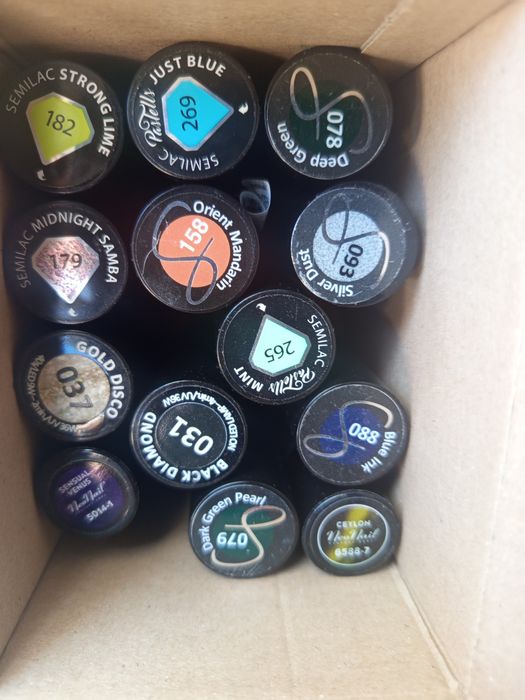 SEMILAC STRONG LIME
182
SEMILAC PASTELLS JUST BLUE
269
Deep Green
078
SEMILAC MIDNIGHT SAMBA
179
Orient Mandarin
158
Silver Dust
093
GOLD DISCO
037
SEMILAC PASTELLS MINT
265
BLACK DIAMOND
031
Blue Ink
088
SENSUAL VENUS
NeoNail
5014-1
Dark Green Pearl
079
CEYLON
NeoNail
6588-7